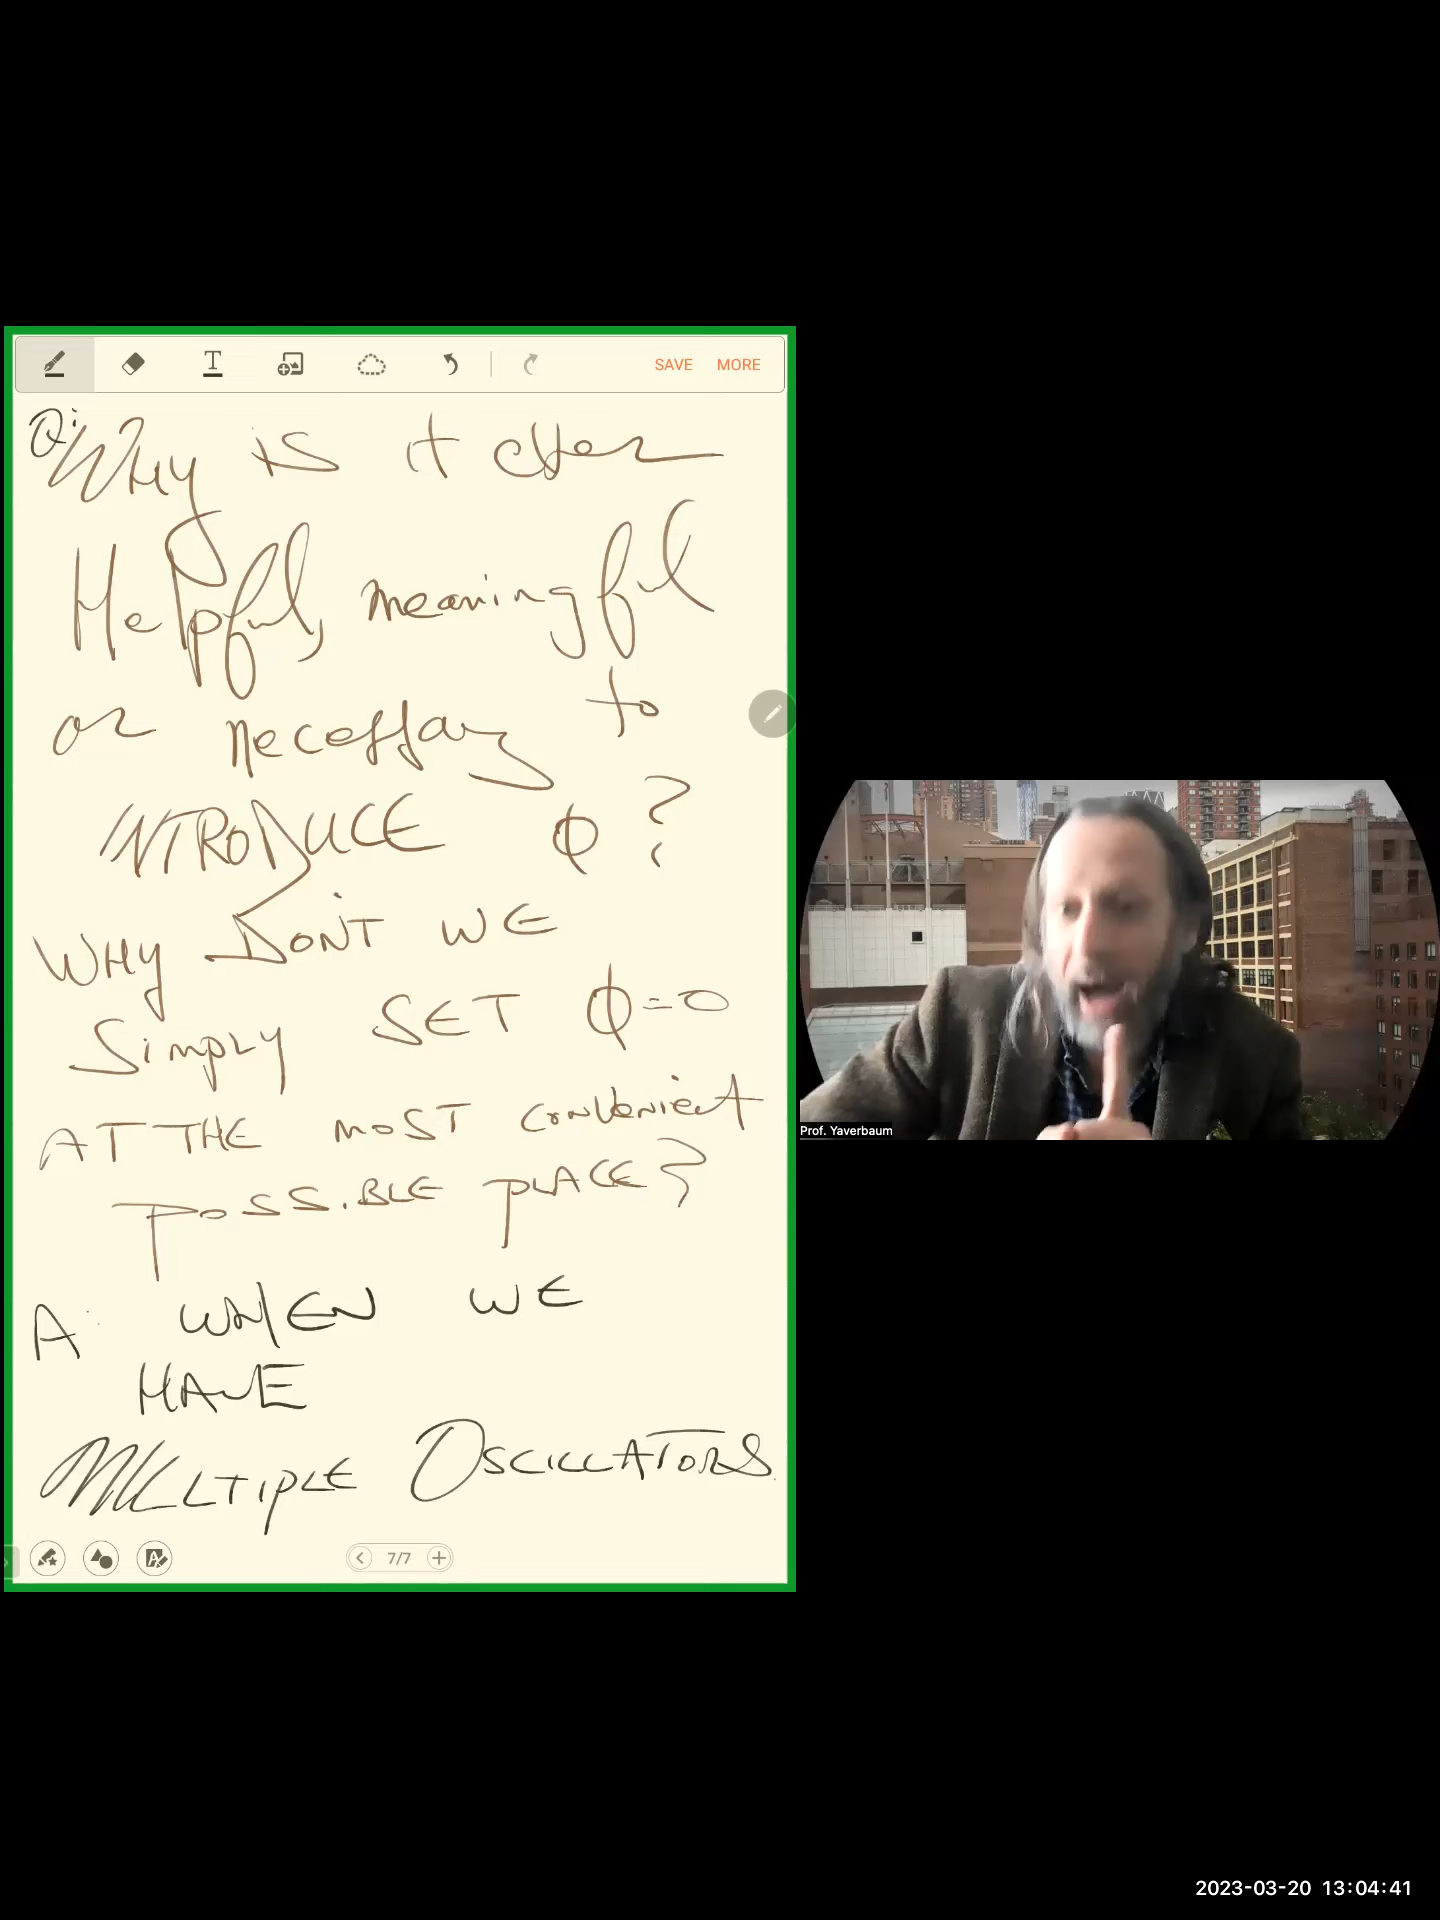 SAVE MORE
Q: WHY is it ever
Helpful, meaningful
or necessary to
INTRODUCE φ?
WHY DON'T WE
SIMPLY SET φ=0
AT THE MOST CONVENIENT
POSSIBLE PLACE?
A: WHEN WE
HAVE
MULTIPLE OSCILLATORS.
7/7
Prof. Yaverbaum
2023-03-20 13:04:41